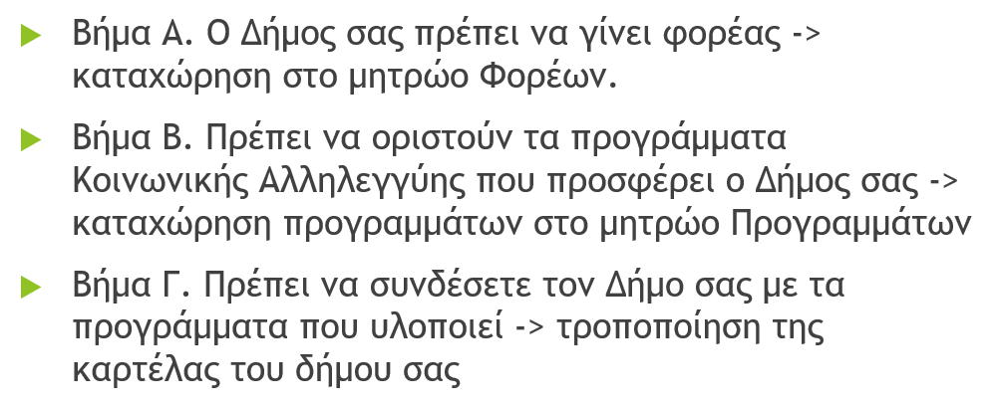 Βήμα Α. Ο Δήμος σας πρέπει να γίνει φορέας ->
καταχώρηση στο μητρώο Φορέων.
Βήμα Β. Πρέπει να οριστούν τα προγράμματα
Κοινωνικής Αλληλεγγύης που προσφέρει ο Δήμος σας ->
καταχώρηση προγραμμάτων στο μητρώο Προγραμμάτων
Βήμα Γ. Πρέπει να συνδέσετε τον Δήμο σας με τα
προγράμματα που υλοποιεί -> τροποποίηση της
καρτέλας του δήμου σας